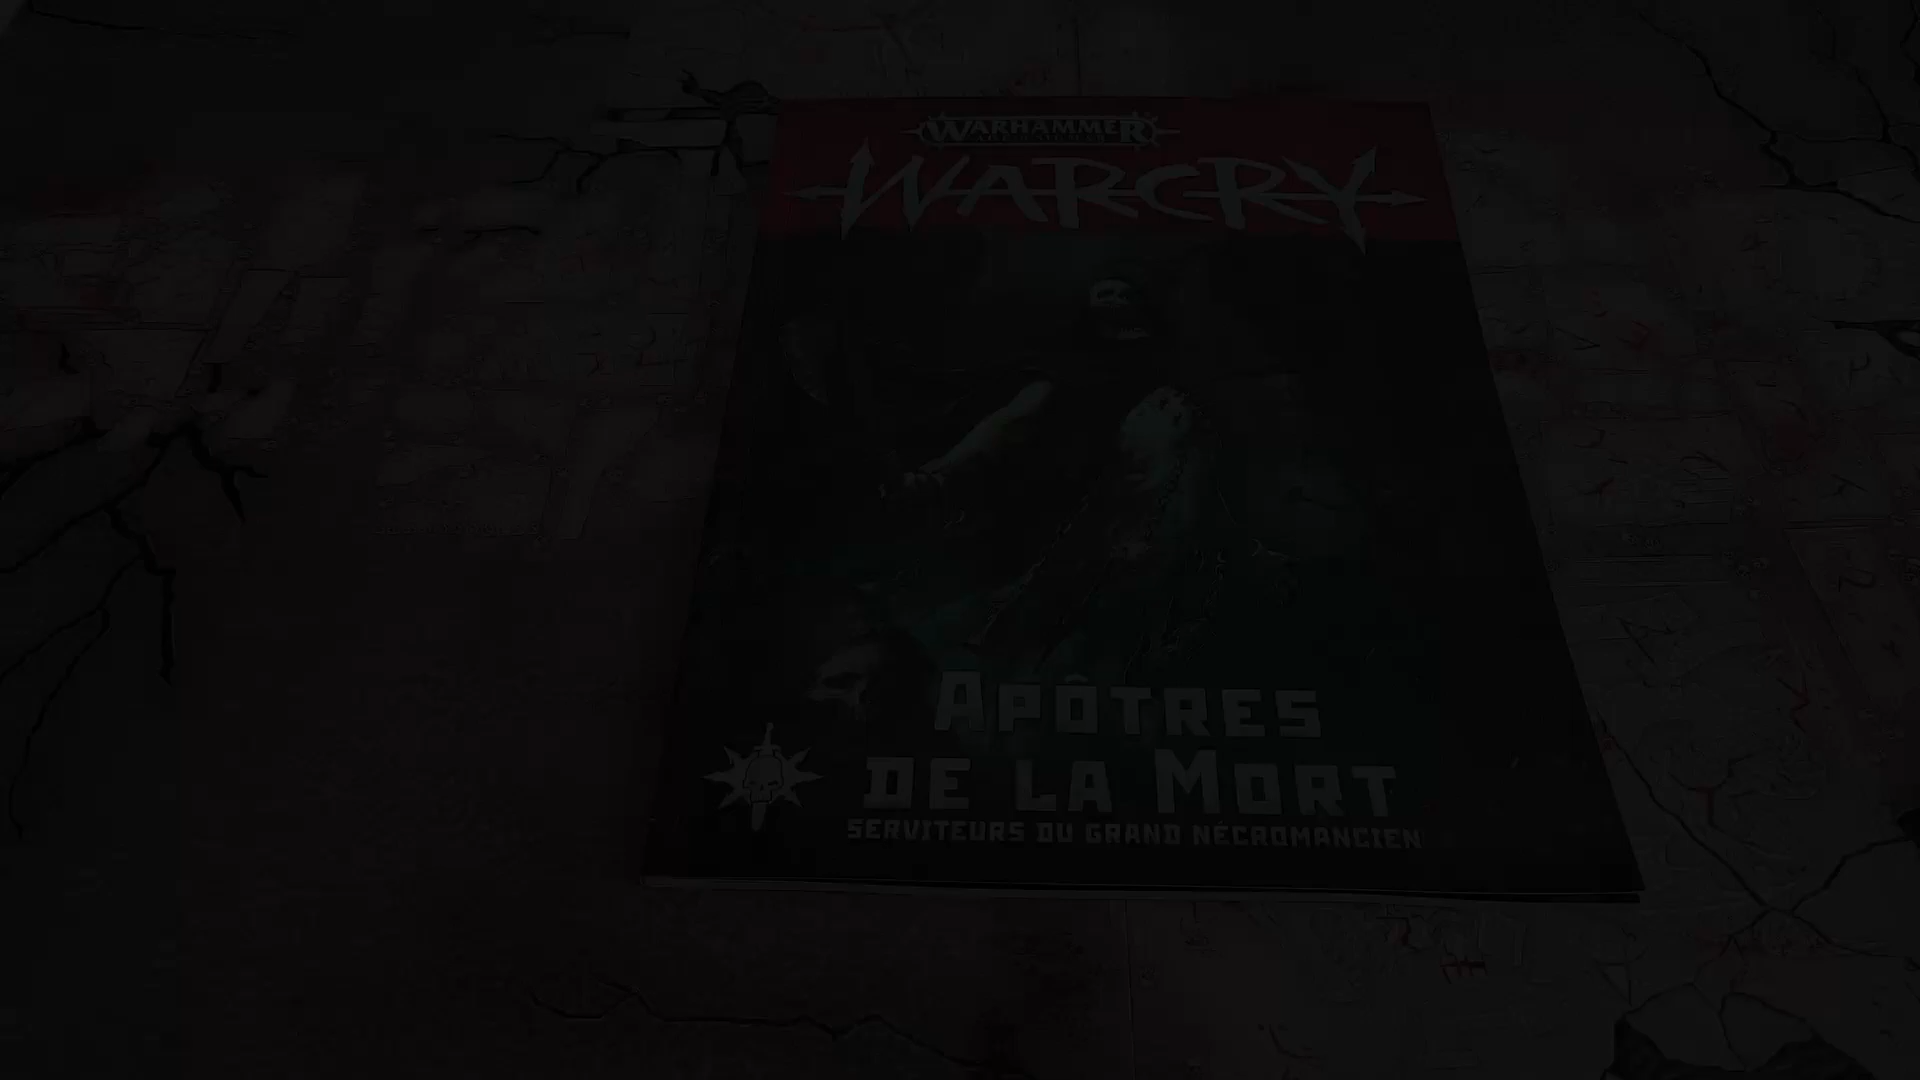 WARHAMMER
WARCRY
APÔTRES
DE LA MORT
SERVITEURS DU GRAND NÉCROMANCIEN